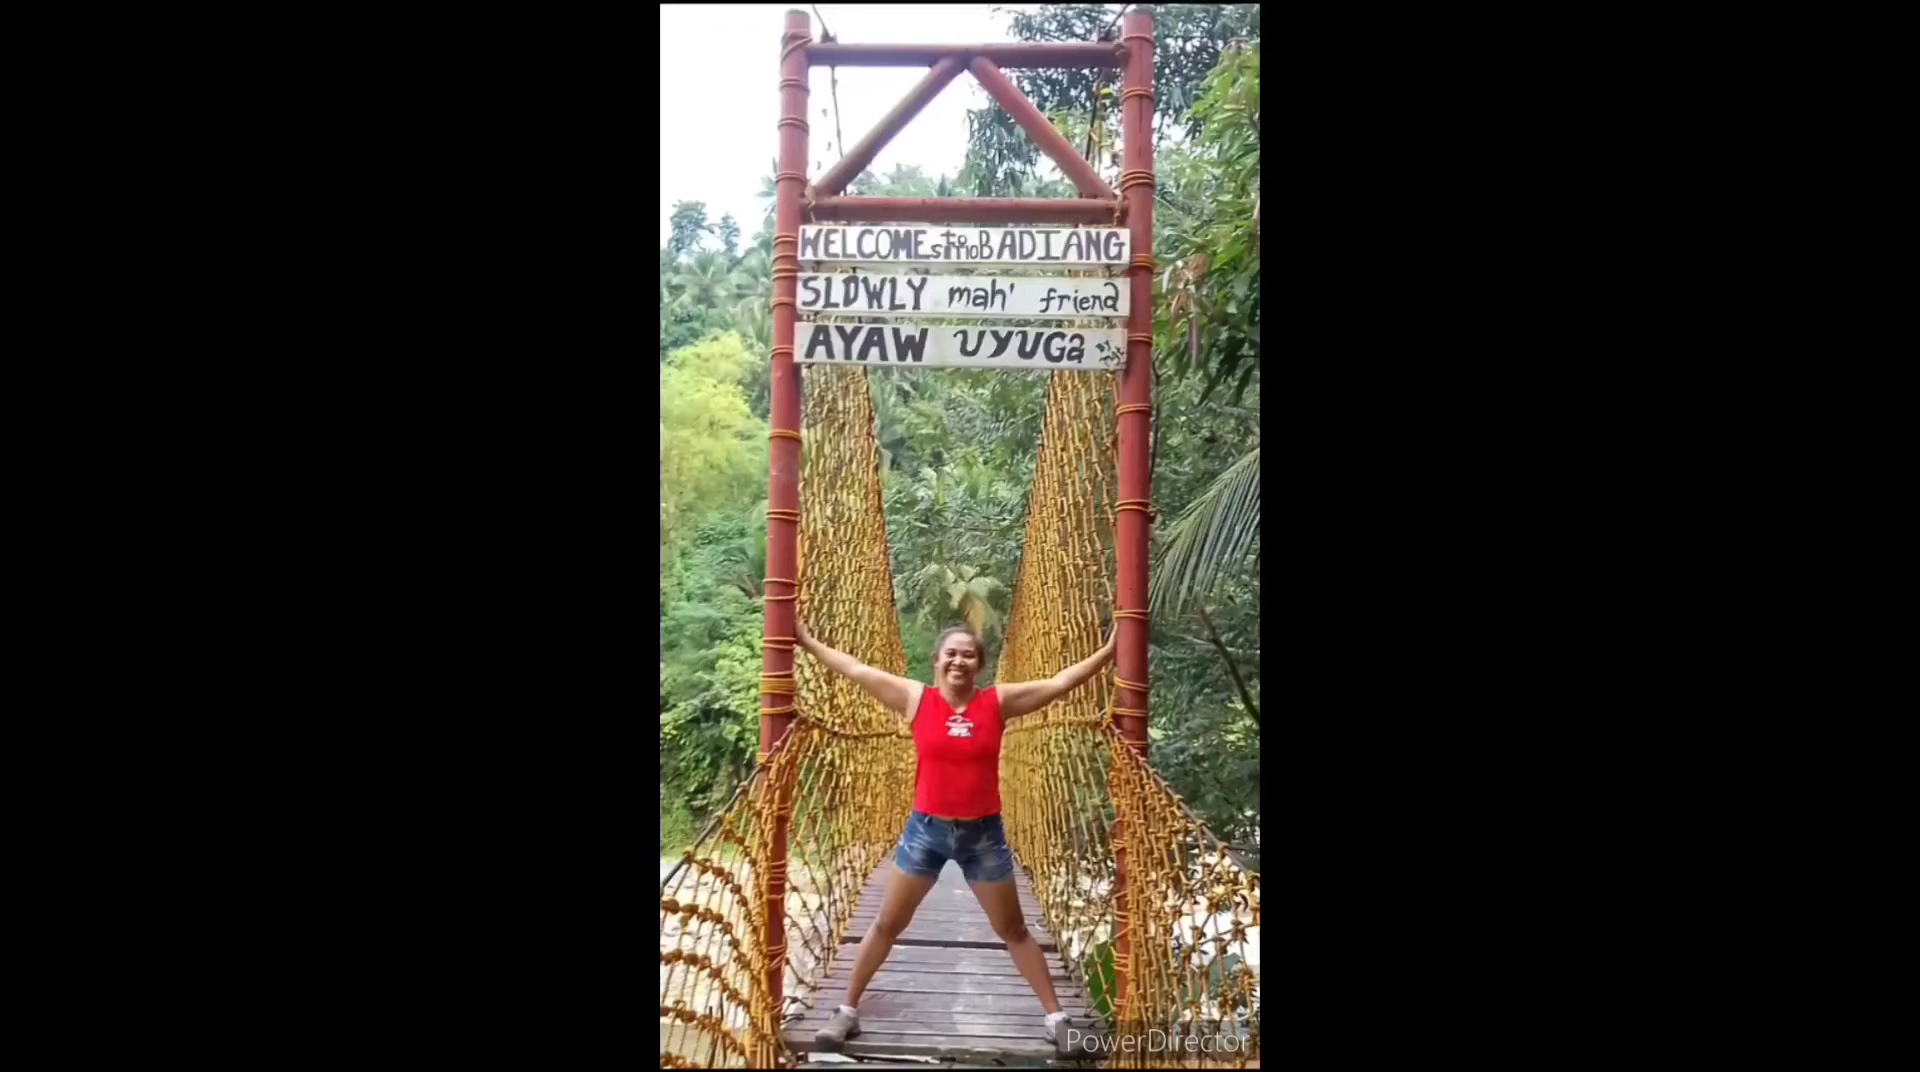 WELCOME to SITIO BADIANG
SLOWLY mah' friend
AYAW UYUGa
PowerDirector